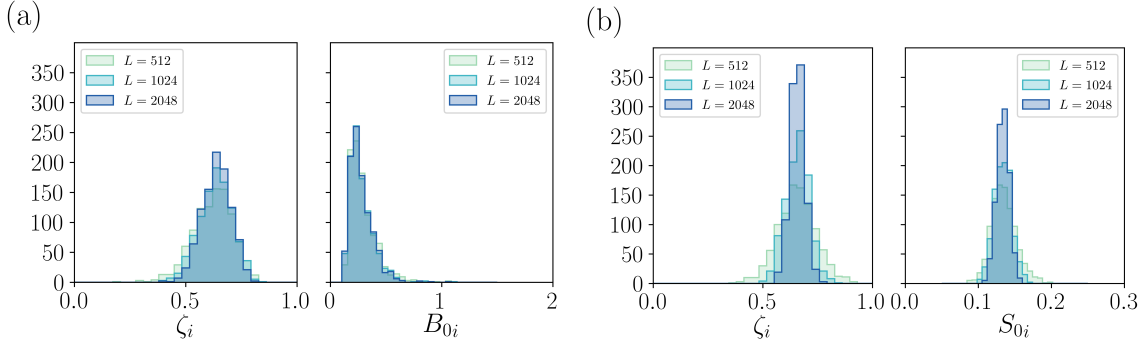 (a)
L = 512
L = 1024
L = 2048
350
300
250
200
150
100
50
0
0.0
0.5
1.0
ζi
L = 512
L = 1024
L = 2048
0
1
2
B0i
(b)
L = 512
L = 1024
L = 2048
350
300
250
200
150
100
50
0
0.0
0.5
1.0
ζi
L = 512
L = 1024
L = 2048
0.0
0.1
0.2
0.3
S0i